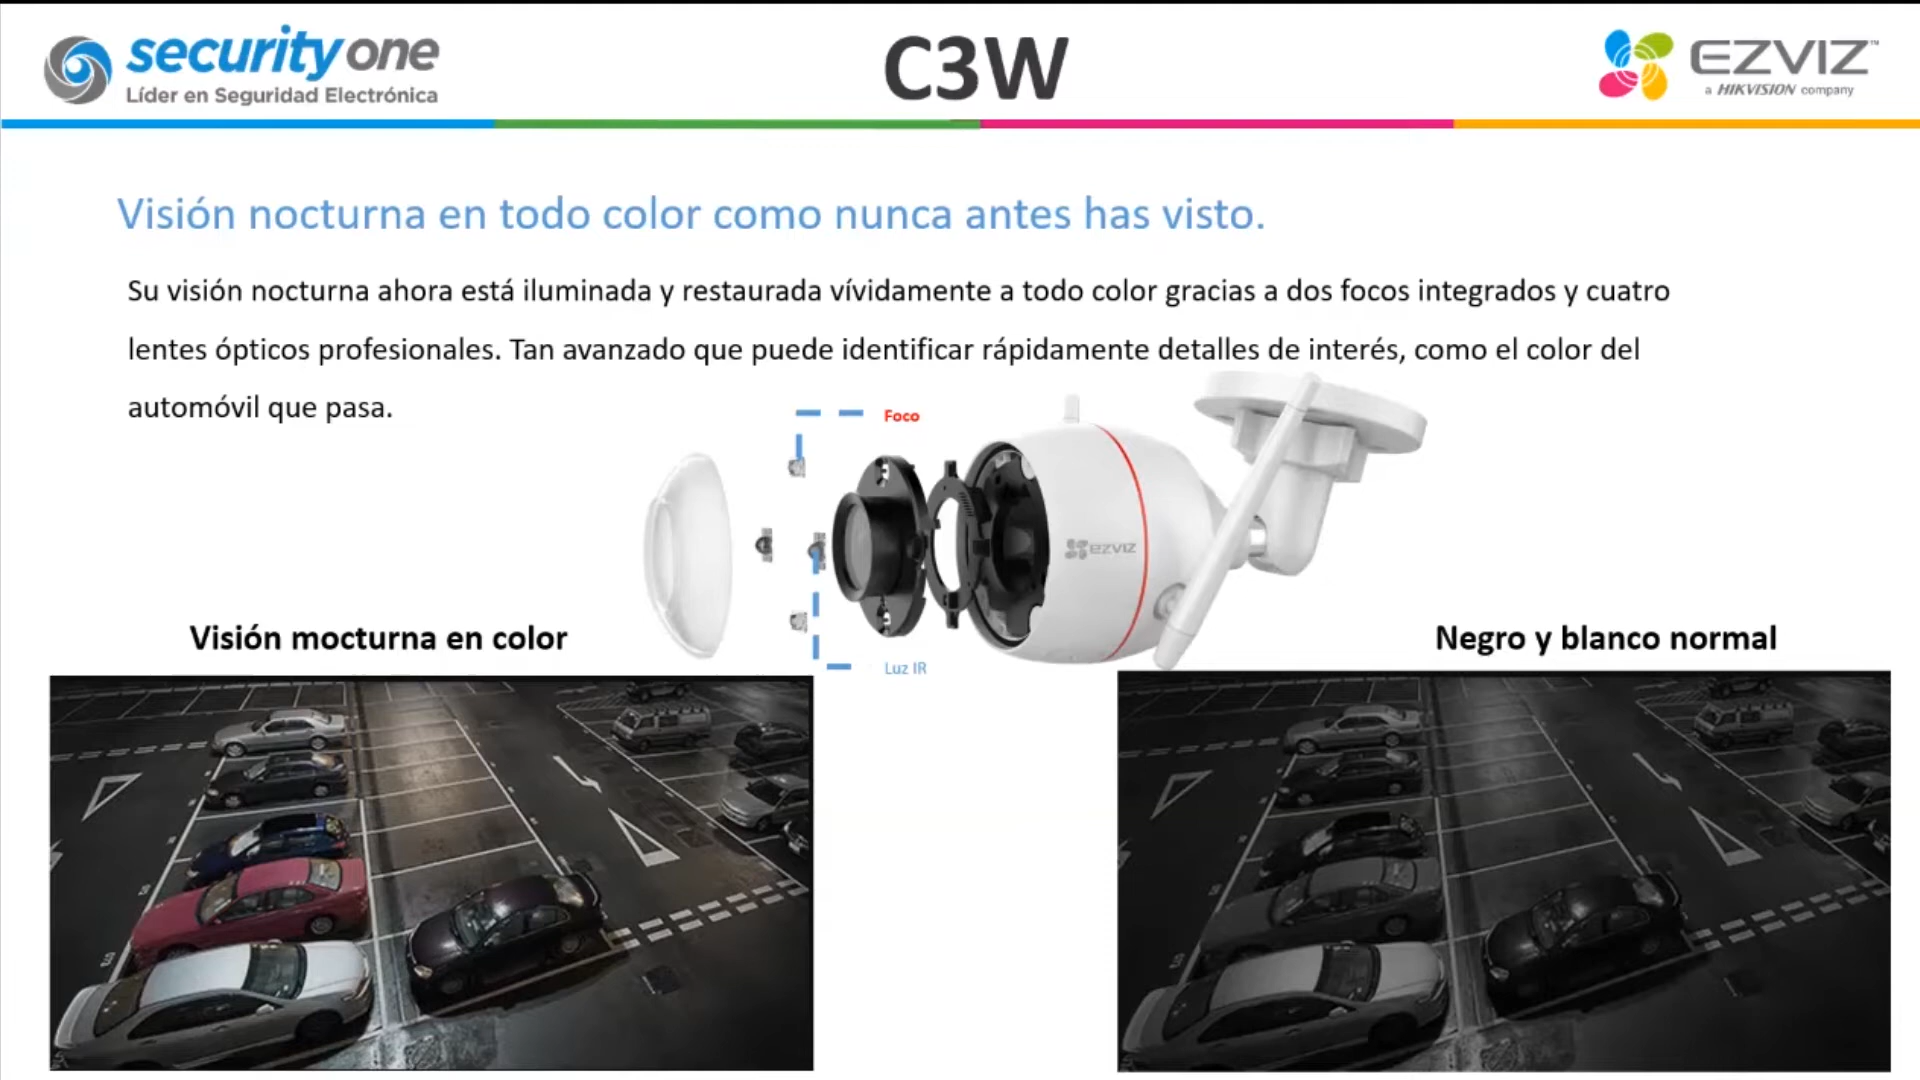 securityone
Líder en Seguridad Electrónica
C3W
EZVIZ™
a HIKVISION company
Visión nocturna en todo color como nunca antes has visto.
Su visión nocturna ahora está iluminada y restaurada vívidamente a todo color gracias a dos focos integrados y cuatro
lentes ópticos profesionales. Tan avanzado que puede identificar rápidamente detalles de interés, como el color del
automóvil que pasa.
Foco
ezviz
Luz IR
Visión mocturna en color
Negro y blanco normal